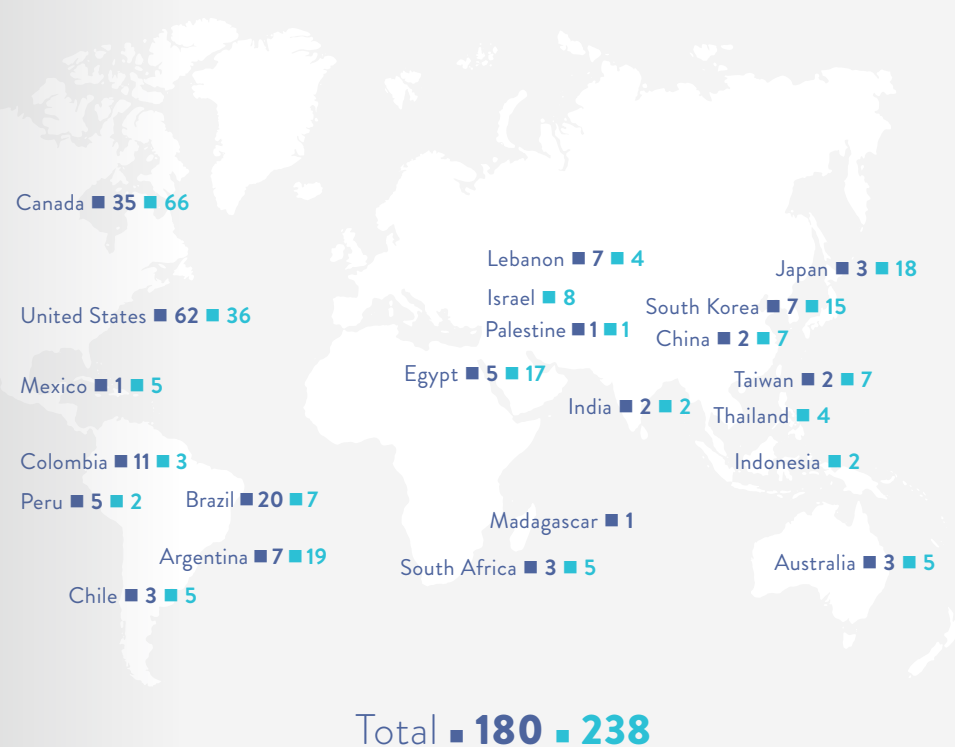 Canada ■ 35 ■ 66
Lebanon ■ 7 ■ 4
Japan ■ 3 ■ 18
Israel ■ 8
South Korea ■ 7 ■ 15
United States ■ 62 ■ 36
Palestine ■ 1 ■ 1
China ■ 2 ■ 7
Egypt ■ 5 ■ 17
Taiwan ■ 2 ■ 7
Mexico ■ 1 ■ 5
India ■ 2 ■ 2
Thailand ■ 4
Colombia ■ 11 ■ 3
Indonesia ■ 2
Peru ■ 5 ■ 2
Brazil ■ 20 ■ 7
Madagascar ■ 1
Argentina ■ 7 ■ 19
South Africa ■ 3 ■ 5
Australia ■ 3 ■ 5
Chile ■ 3 ■ 5
Total ■ 180 ■ 238